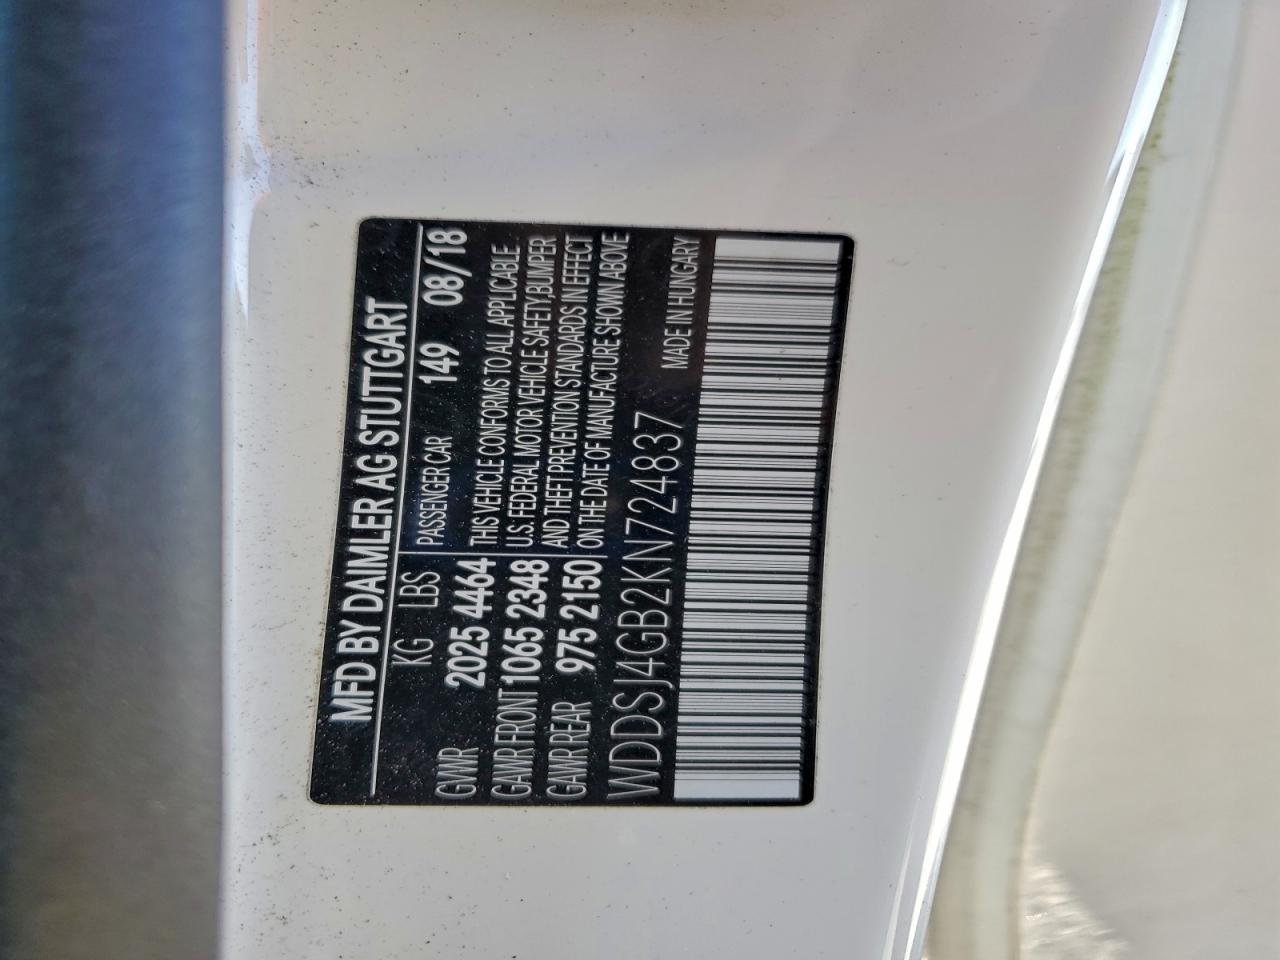 MFD BY DAIMLER AG STUTTGART
KG LBS PASSENGER CAR 149 08/18
GVWR 2025 4464 THIS VEHICLE CONFORMS TO ALL APPLICABLE
GAWR FRONT 1065 2348 U.S. FEDERAL MOTOR VEHICLE SAFETY,BUMPER
GAWR REAR 975 2150 AND THEFT PREVENTION STANDARDS IN EFFECT
ON THE DATE OF MANUFACTURE SHOWN ABOVE
WDDSJ4GB2KN724837 MADE IN HUNGARY